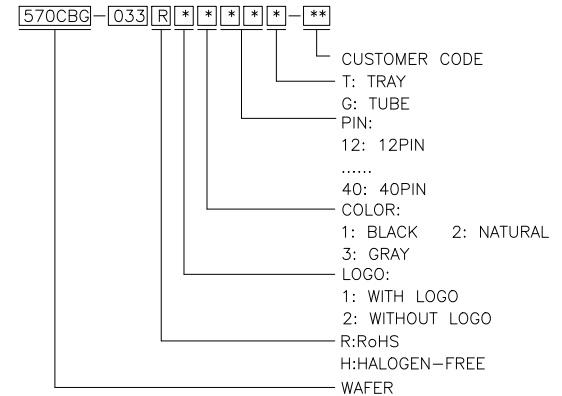 570CBG-033R*****-**
CUSTOMER CODE
T: TRAY
G: TUBE
PIN:
12: 12PIN
......
40: 40PIN
COLOR:
1: BLACK 2: NATURAL
3: GRAY
LOGO:
1: WITH LOGO
2: WITHOUT LOGO
R:RoHS
H:HALOGEN-FREE
WAFER